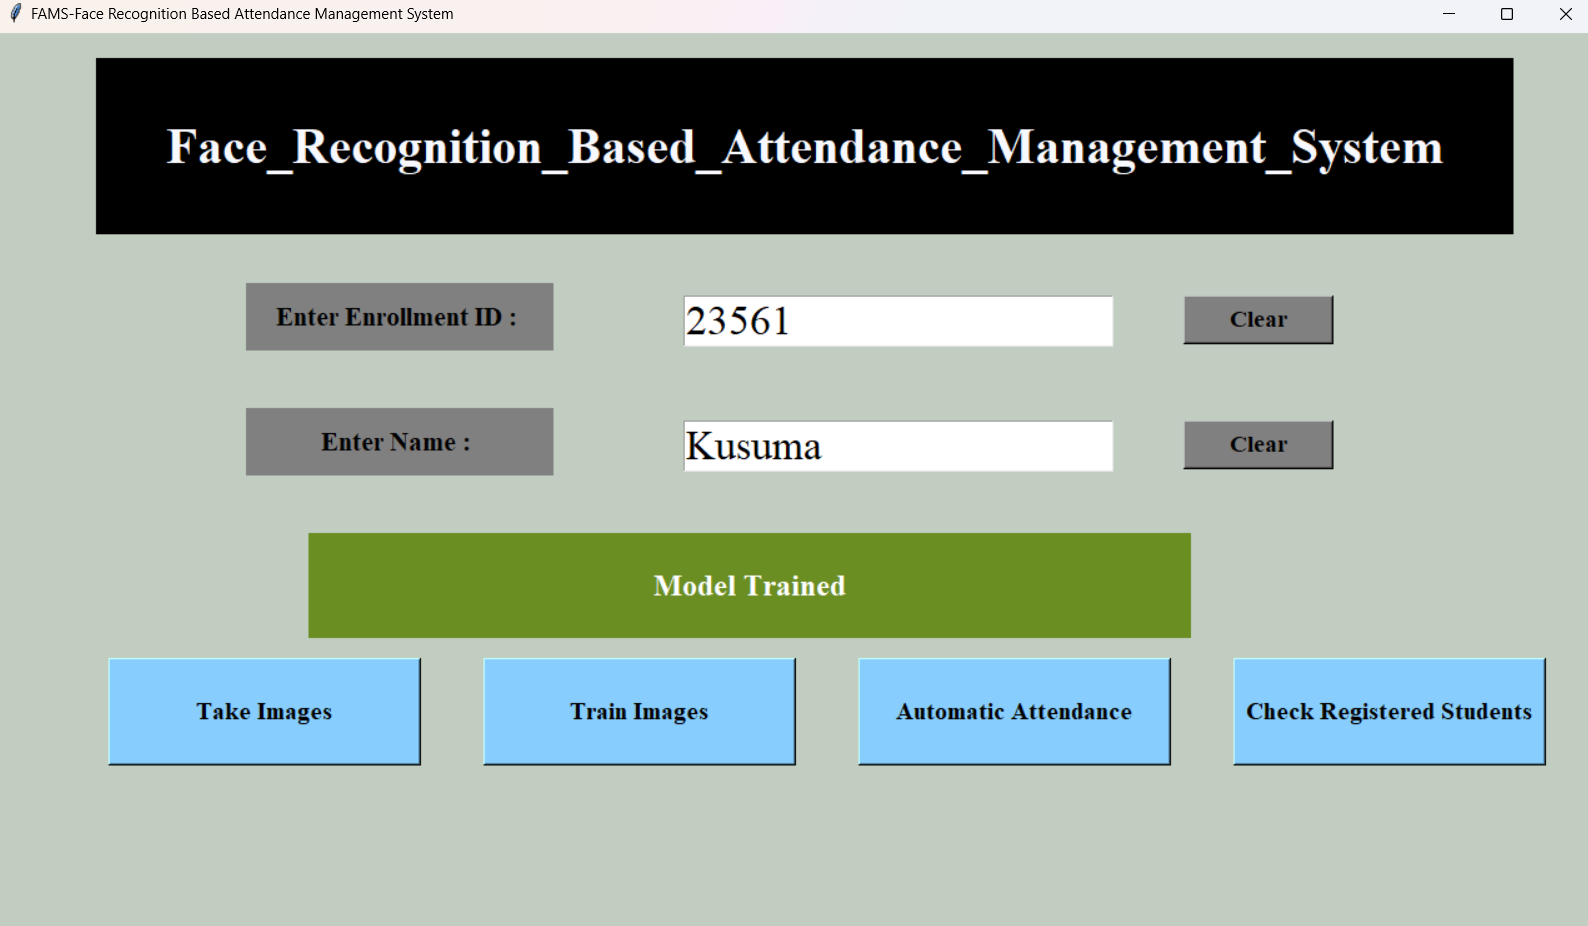 FAMS-Face Recognition Based Attendance Management System
Face_Recognition_Based_Attendance_Management_System
Enter Enrollment ID :
23561
Clear
Enter Name :
Kusuma
Clear
Model Trained
Take Images
Train Images
Automatic Attendance
Check Registered Students